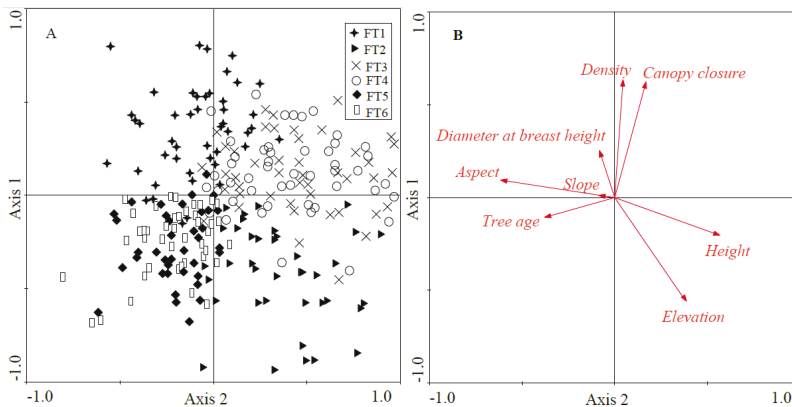 1.0
A
FT1
FT2
FT3
FT4
FT5
FT6
Axis 1
-1.0
-1.0
Axis 2
1.0
1.0
B
Density
Canopy closure
Diameter at breast height
Aspect
Slope
Tree age
Height
Elevation
Axis 1
-1.0
-1.0
Axis 2
1.0